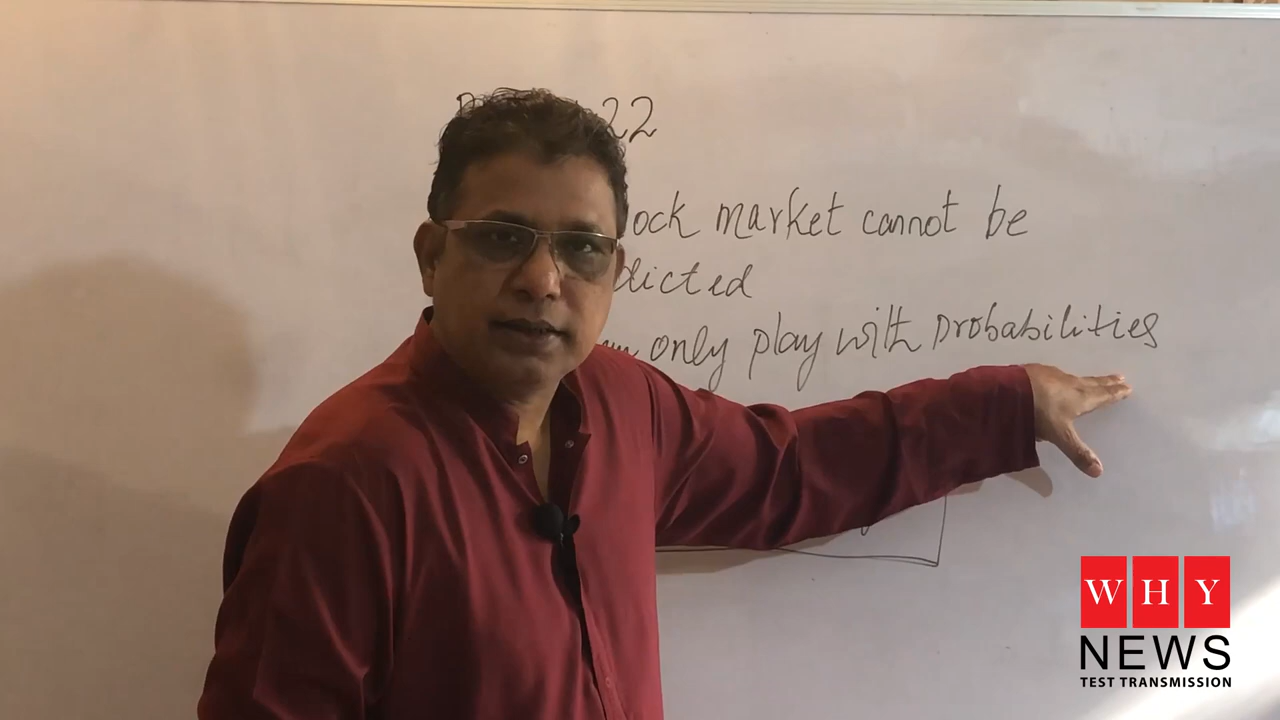 22
ock market cannot be
dicted
only play with probabilities
WHY
NEWS
TEST TRANSMISSION